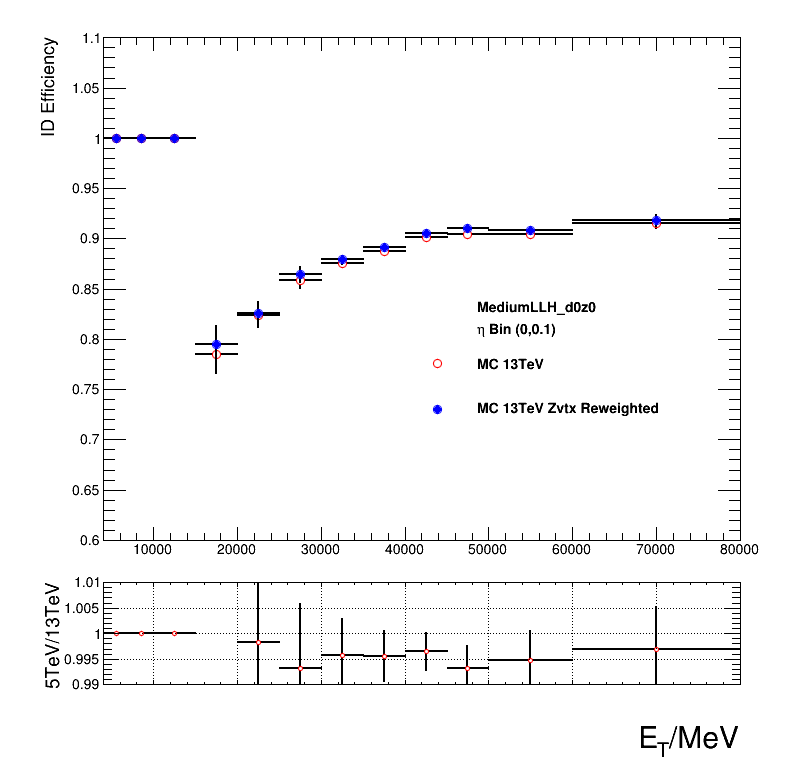 ID Efficiency
1.1
1.05
1
0.95
0.9
0.85
0.8
0.75
0.7
0.65
0.6
MediumLLH_d0z0
η Bin (0,0.1)
MC 13TeV
MC 13TeV Zvtx Reweighted
10000 20000 30000 40000 50000 60000 70000 80000
5TeV/13TeV
1.01
1.005
1
0.995
0.99
E_T/MeV